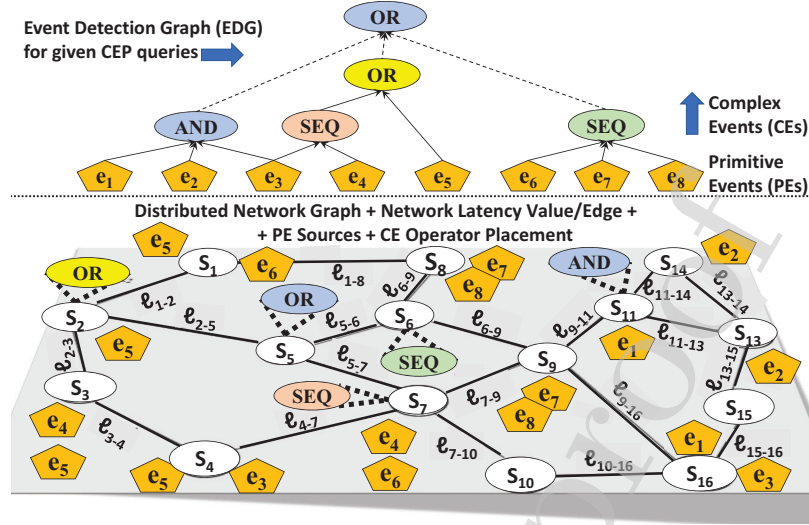 OR
Event Detection Graph (EDG)
for given CEP queries
OR
Complex
Events (CEs)
AND SEQ SEQ
Primitive
Events (PEs)
e1 e2 e3 e4 e5 e6 e7 e8
Distributed Network Graph + Network Latency Value/Edge +
+ PE Sources + CE Operator Placement
e5 S1 e6 ℓ1-8 S8 e7 e8 AND S14 e2
OR ℓ1-2 OR ℓ6-9 ℓ11-14 ℓ13-14
S2 ℓ2-5 ℓ5-6 S6 ℓ6-9 ℓ9-11 S11 S13
e5 S5 e1 ℓ11-13
ℓ2-3 ℓ5-7 SEQ S9 ℓ13-15 e2
S3 SEQ S7 ℓ7-9 e7 e8 ℓ9-16 S15
e4 ℓ3-4 ℓ4-7 e4 e1 ℓ15-16
e5 e5 S4 e3 e6 ℓ7-10 S10 ℓ10-16 S16 e3
proof